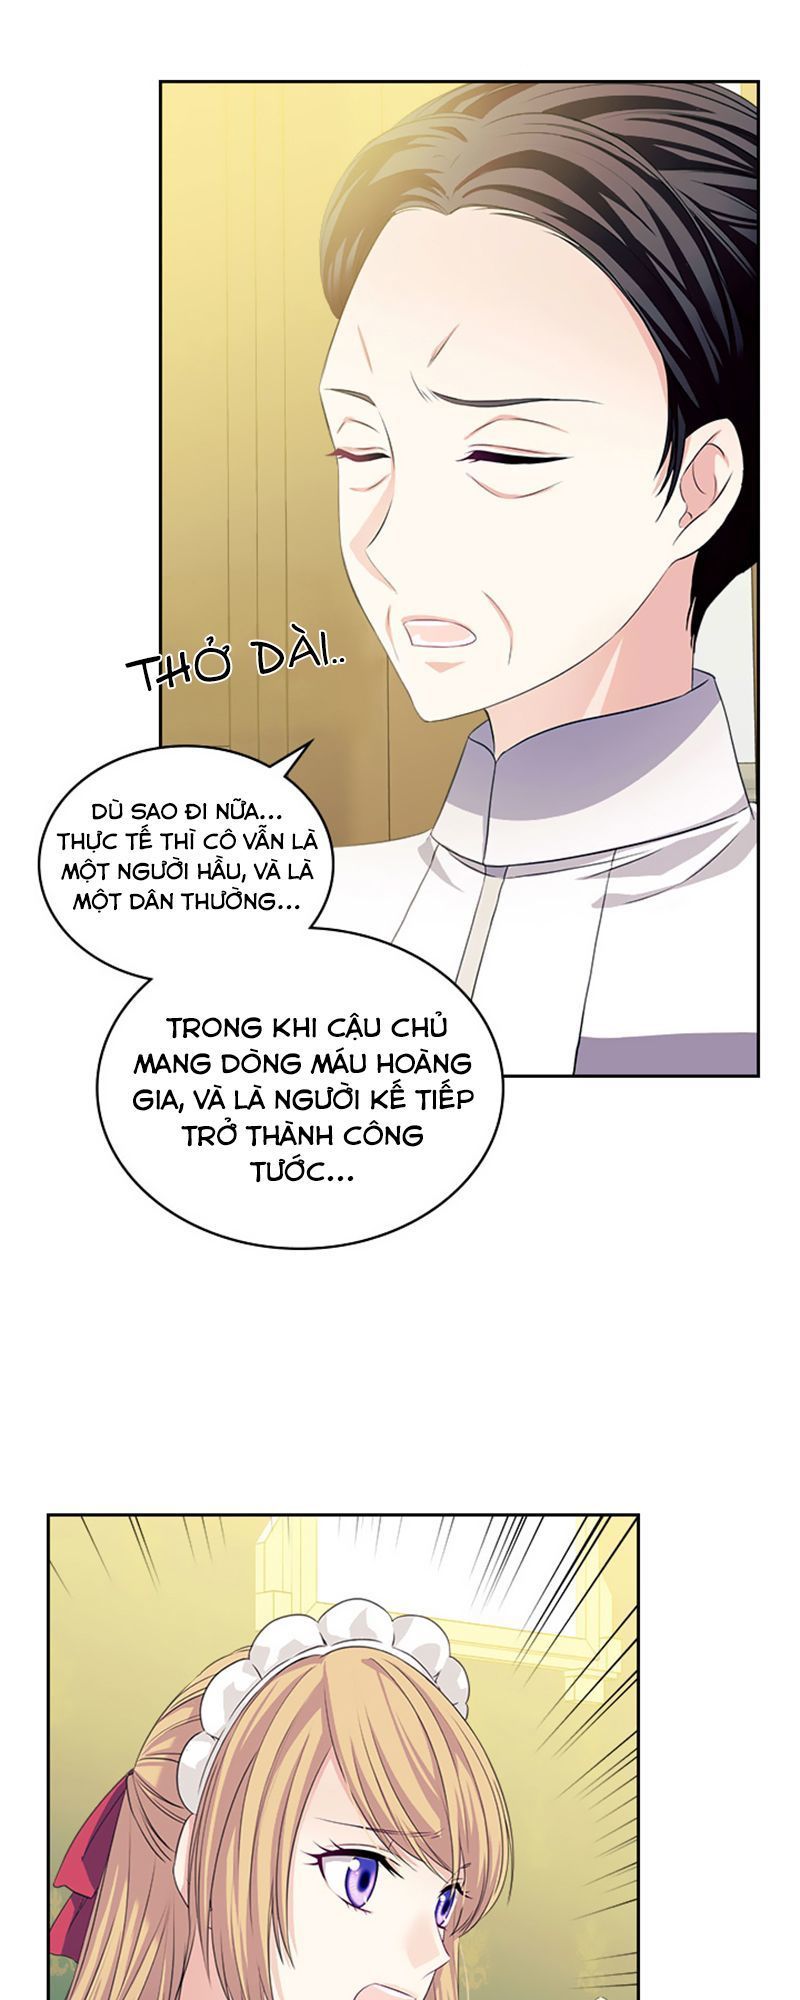 THỞ DÀI..
DÙ SAO ĐI NỮA...
THỰC TẾ THÌ CÔ VẪN LÀ
MỘT NGƯỜI HẦU, VÀ LÀ
MỘT DÂN THƯỜNG...
TRONG KHI CẬU CHỦ
MANG DÒNG MÁU HOÀNG
GIA, VÀ LÀ NGƯỜI KẾ TIẾP
TRỞ THÀNH CÔNG
TƯỚC...